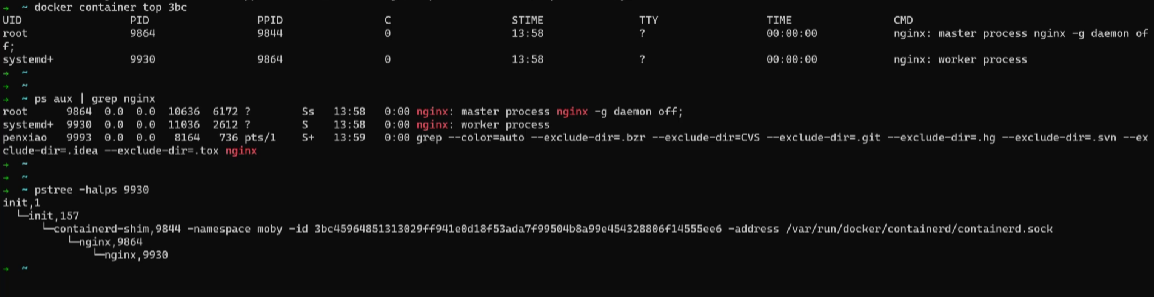 → ~ docker container top 3bc
UID PID PPID C STIME TTY TIME CMD
root 9864 9844 0 13:58 ? 00:00:00 nginx: master process nginx -g daemon of
f;
systemd+ 9930 9864 0 13:58 ? 00:00:00 nginx: worker process
→ ~
→ ~
→ ~ ps aux | grep nginx
root 9864 0.0 0.0 10636 6172 ? Ss 13:58 0:00 nginx: master process nginx -g daemon off;
systemd+ 9930 0.0 0.0 11036 2612 ? S 13:58 0:00 nginx: worker process
penxiao 9993 0.0 0.0 8164 736 pts/1 S+ 13:59 0:00 grep --color=auto --exclude-dir=.bzr --exclude-dir=CVS --exclude-dir=.git --exclude-dir=.hg --exclude-dir=.svn --ex
clude-dir=.idea --exclude-dir=.tox nginx
→ ~
→ ~
→ ~ pstree -halps 9930
init,1
└─init,157
└─containerd-shim,9844 -namespace moby -id 3bc45964851313029ff941e0d18f53ada7f99504b8a99e454328806f14555ee6 -address /var/run/docker/containerd/containerd.sock
└─nginx,9864
└─nginx,9930
→ ~